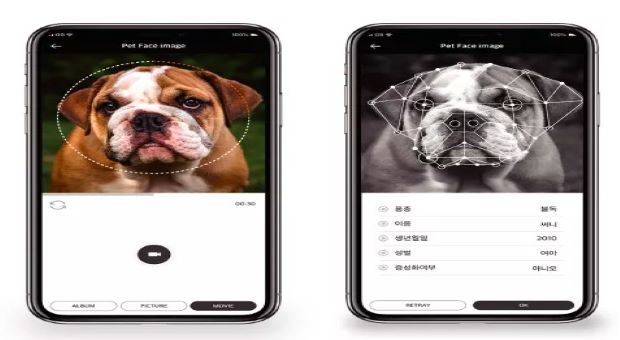 Pet Face image
100%
00:30
ALBUM
PICTURE
MOVIE
Pet Face image
100%
품종 불독
이름 써니
생년월일 2010
성별 여아
중성화여부 아니오
RETRAY
OK